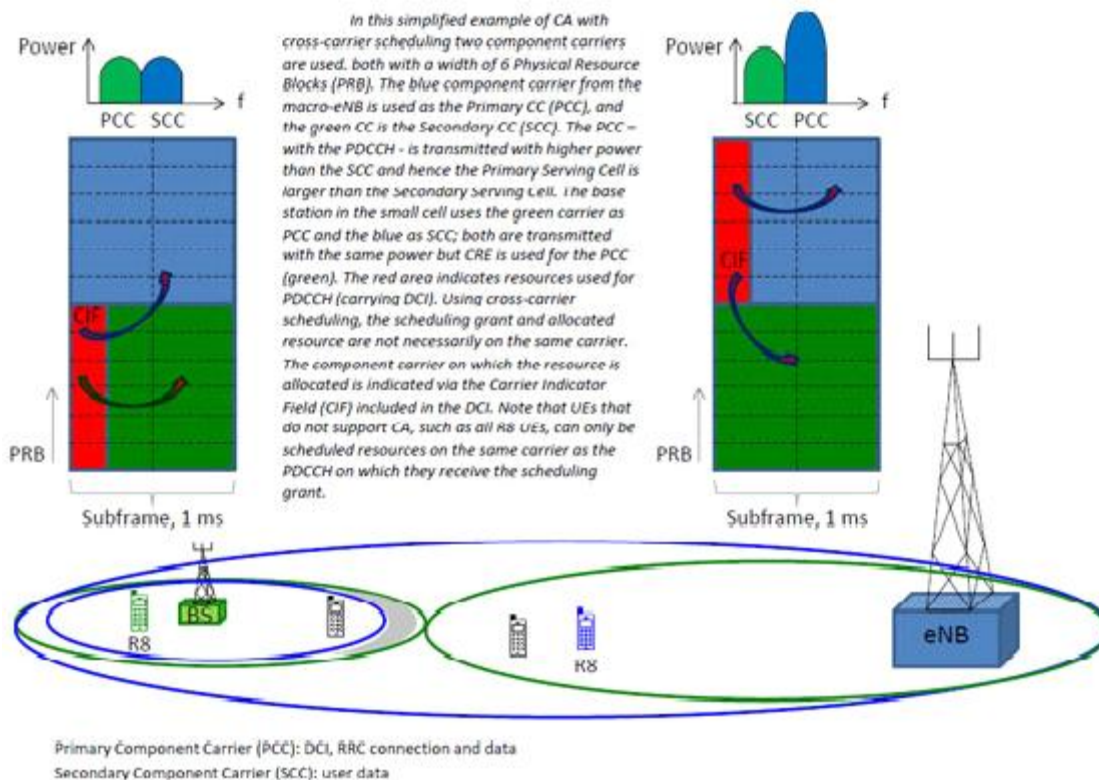 In this simplified example of CA with
cross-carrier scheduling two component carriers
are used, both with a width of 6 Physical Resource
Blocks (PRB). The blue component carrier from the
macro-eNB is used as the Primary CC (PCC), and
the green CC is the Secondary CC (SCC). The PCC –
with the PDCCH - is transmitted with higher power
than the SCC and hence the Primary Serving Cell is
larger than the Secondary Serving Cell. The base
station in the small cell uses the green carrier as
PCC and the blue as SCC; both are transmitted
with the same power but CRE is used for the PCC
(green). The red area indicates resources used for
PDCCH (carrying DCI). Using cross-carrier
scheduling, the scheduling grant and allocated
resource are not necessarily on the same carrier.
The component carrier on which the resource is
allocated is indicated via the Carrier Indicator
Field (CIF) included in the DCI. Note that UEs that
do not support CA, such as all R8 UEs, can only be
scheduled resources on the same carrier as the
PDCCH on which they receive the scheduling
grant.
Power
f
PCC SCC
CIF
PRB
Subframe, 1 ms
Power
f
SCC PCC
CIF
PRB
Subframe, 1 ms
R8
BS
R8
eNB
Primary Component Carrier (PCC): DCI, RRC connection and data
Secondary Component Carrier (SCC): user data